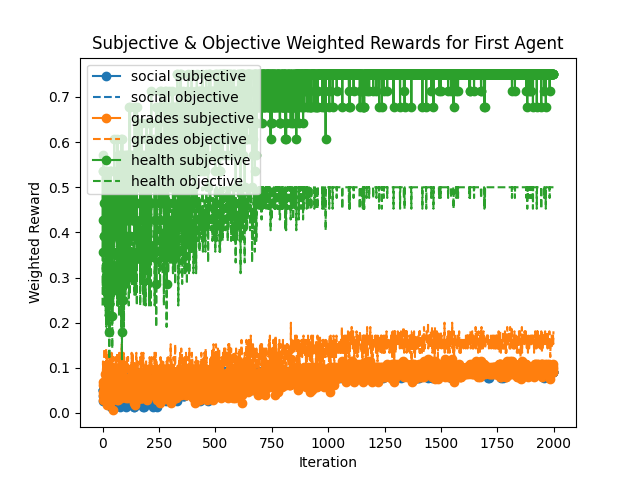 Subjective & Objective Weighted Rewards for First Agent
social subjective
social objective
grades subjective
grades objective
health subjective
health objective
Weighted Reward
0.7
0.6
0.5
0.4
0.3
0.2
0.1
0.0
0 250 500 750 1000 1250 1500 1750 2000
Iteration